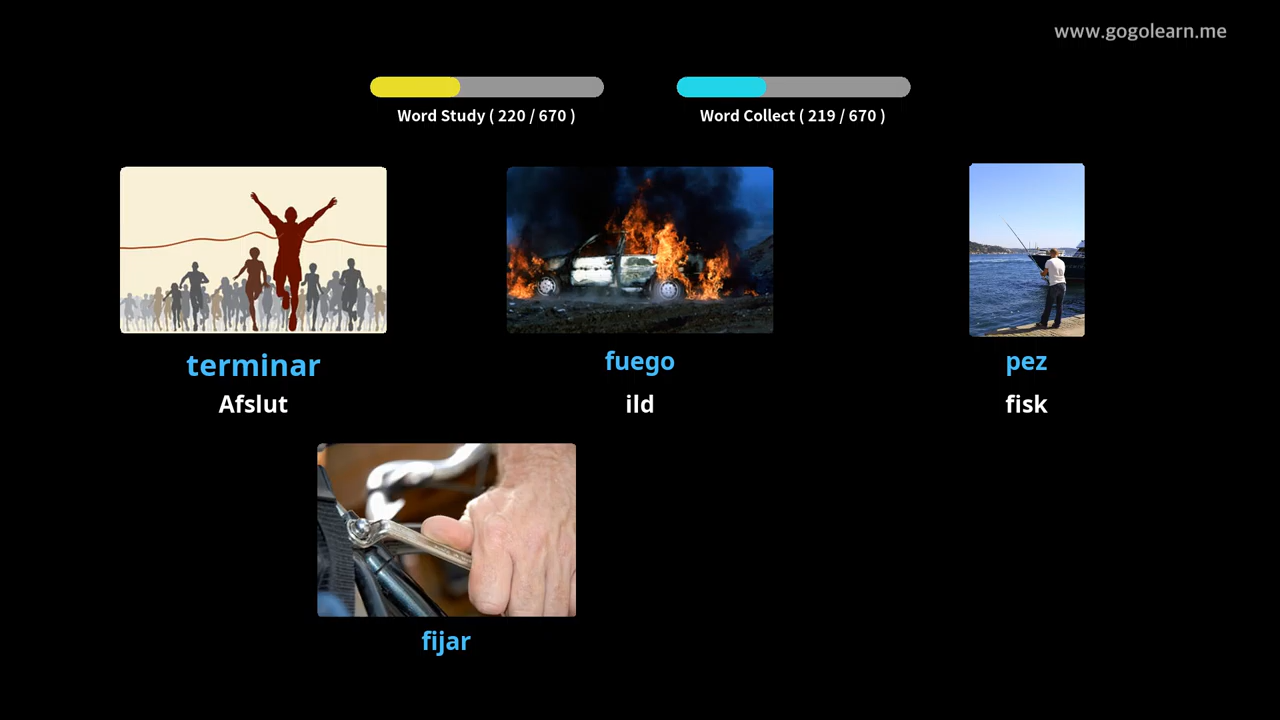 www.gogolearn.me
Word Study ( 220 / 670 )
Word Collect ( 219 / 670 )
terminar
Afslut
fuego
ild
pez
fisk
fijar